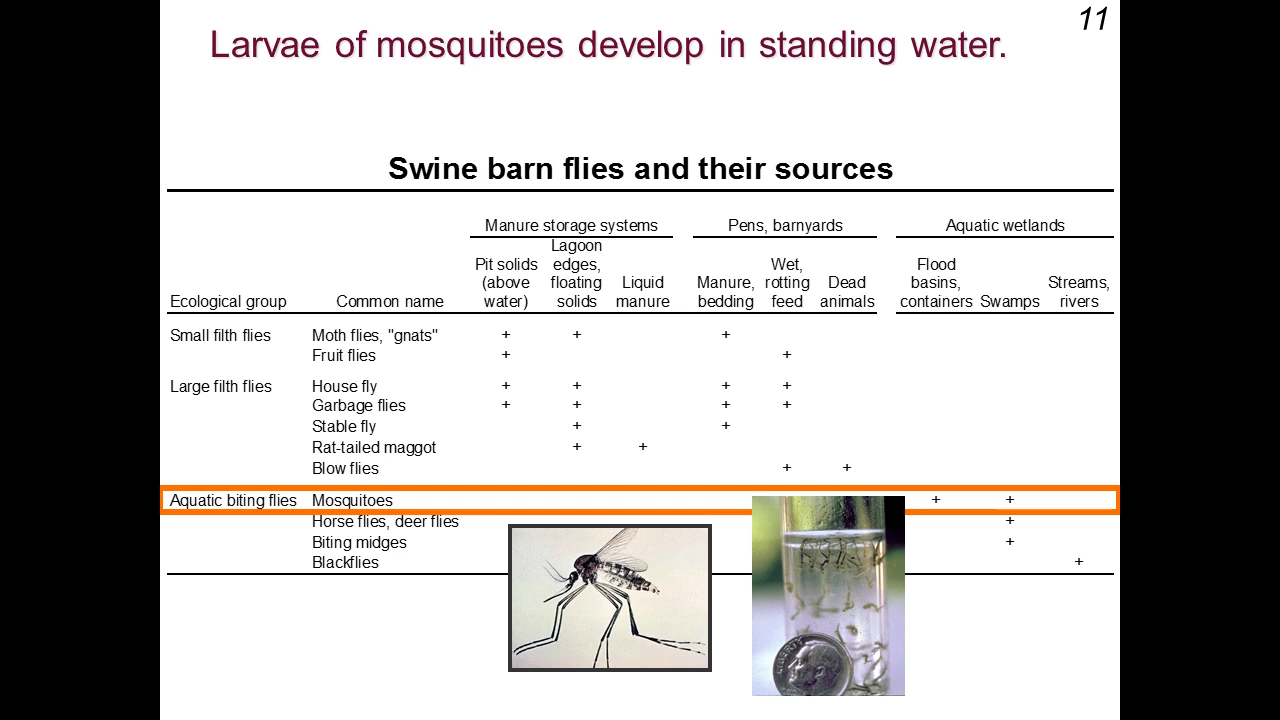 11
Larvae of mosquitoes develop in standing water.
Swine barn flies and their sources
Manure storage systems Pens, barnyards Aquatic wetlands
Ecological group Common name Pit solids (above water) Lagoon edges, floating solids Liquid manure Manure, bedding Wet, rotting feed Dead animals Flood basins, containers Swamps Streams, rivers
Small filth flies Moth flies, "gnats" + + +
Fruit flies + +
Large filth flies House fly + + + +
Garbage flies + + + +
Stable fly + +
Rat-tailed maggot + +
Blow flies + +
Aquatic biting flies Mosquitoes + +
Horse flies, deer flies +
Biting midges +
Blackflies +
LIBERTY